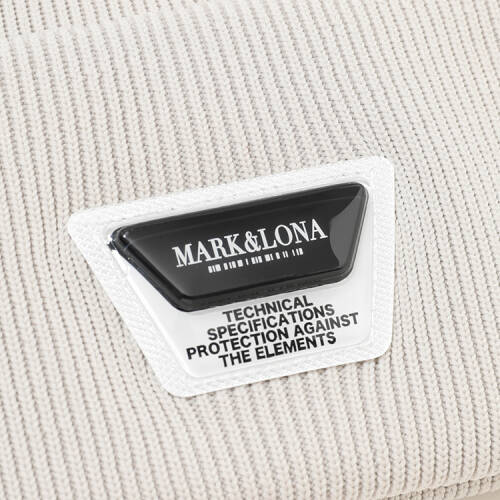 MARK&LONA
TECHNICAL
SPECIFICATIONS
PROTECTION AGAINST
THE ELEMENTS